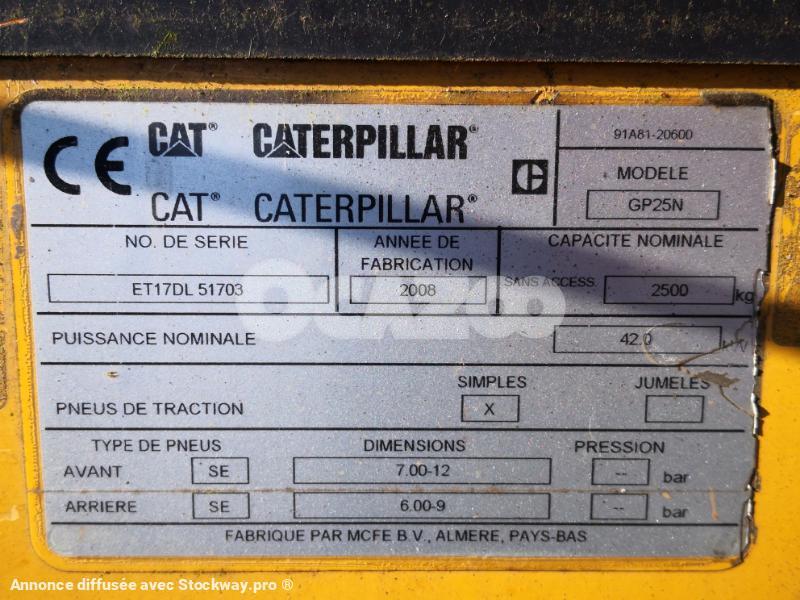 CE CAT® CATERPILLAR® 91A81-20600
MODELE
CAT® CATERPILLAR® GP25N
NO. DE SERIE ANNEE DE FABRICATION CAPACITE NOMINALE
ET17DL 51703 2008 SANS ACCESS. 2500 kg
OCAZOO
PUISSANCE NOMINALE 42.0
SIMPLES JUMELES
PNEUS DE TRACTION X
TYPE DE PNEUS DIMENSIONS PRESSION
AVANT SE 7.00-12 -- bar
ARRIERE SE 6.00-9 -- bar
FABRIQUE PAR MCFE B.V., ALMERE, PAYS-BAS
Annonce diffusée avec Stockway.pro ®